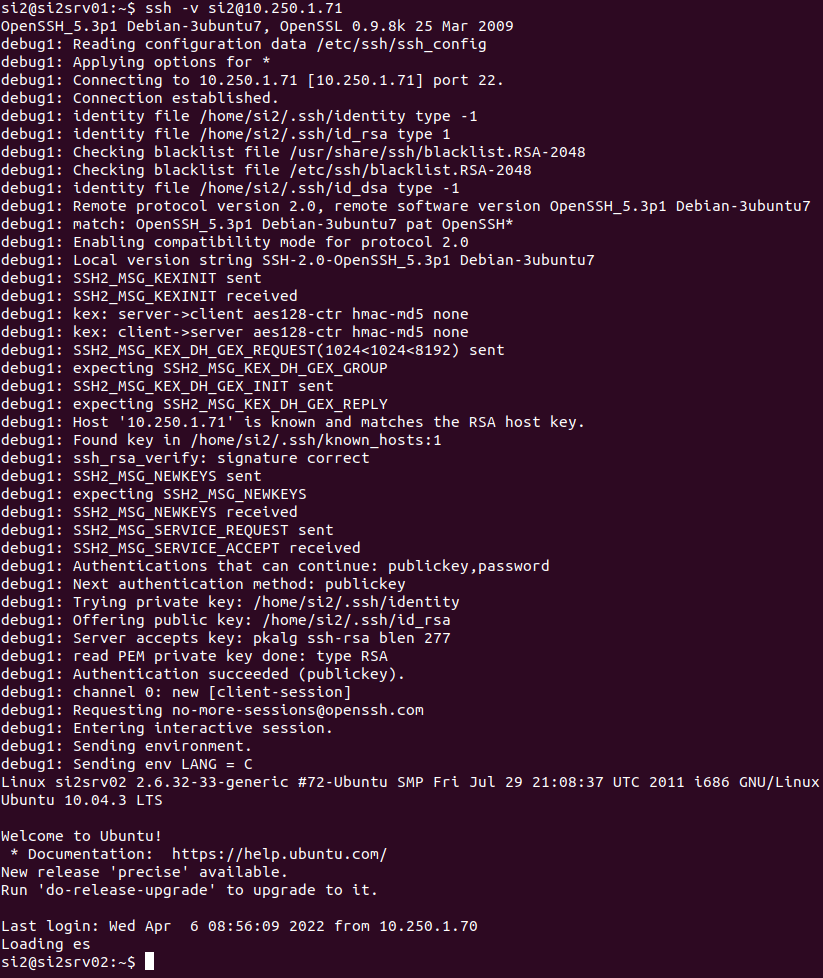 si2@si2srv01:~$ ssh -v si2@10.250.1.71
OpenSSH_5.3p1 Debian-3ubuntu7, OpenSSL 0.9.8k 25 Mar 2009
debug1: Reading configuration data /etc/ssh/ssh_config
debug1: Applying options for *
debug1: Connecting to 10.250.1.71 [10.250.1.71] port 22.
debug1: Connection established.
debug1: identity file /home/si2/.ssh/identity type -1
debug1: identity file /home/si2/.ssh/id_rsa type 1
debug1: Checking blacklist file /usr/share/ssh/blacklist.RSA-2048
debug1: Checking blacklist file /etc/ssh/blacklist.RSA-2048
debug1: identity file /home/si2/.ssh/id_dsa type -1
debug1: Remote protocol version 2.0, remote software version OpenSSH_5.3p1 Debian-3ubuntu7
debug1: match: OpenSSH_5.3p1 Debian-3ubuntu7 pat OpenSSH*
debug1: Enabling compatibility mode for protocol 2.0
debug1: Local version string SSH-2.0-OpenSSH_5.3p1 Debian-3ubuntu7
debug1: SSH2_MSG_KEXINIT sent
debug1: SSH2_MSG_KEXINIT received
debug1: kex: server->client aes128-ctr hmac-md5 none
debug1: kex: client->server aes128-ctr hmac-md5 none
debug1: SSH2_MSG_KEX_DH_GEX_REQUEST(1024<1024<8192) sent
debug1: expecting SSH2_MSG_KEX_DH_GEX_GROUP
debug1: SSH2_MSG_KEX_DH_GEX_INIT sent
debug1: expecting SSH2_MSG_KEX_DH_GEX_REPLY
debug1: Host '10.250.1.71' is known and matches the RSA host key.
debug1: Found key in /home/si2/.ssh/known_hosts:1
debug1: ssh_rsa_verify: signature correct
debug1: SSH2_MSG_NEWKEYS sent
debug1: expecting SSH2_MSG_NEWKEYS
debug1: SSH2_MSG_NEWKEYS received
debug1: SSH2_MSG_SERVICE_REQUEST sent
debug1: SSH2_MSG_SERVICE_ACCEPT received
debug1: Authentications that can continue: publickey,password
debug1: Next authentication method: publickey
debug1: Trying private key: /home/si2/.ssh/identity
debug1: Offering public key: /home/si2/.ssh/id_rsa
debug1: Server accepts key: pkalg ssh-rsa blen 277
debug1: read PEM private key done: type RSA
debug1: Authentication succeeded (publickey).
debug1: channel 0: new [client-session]
debug1: Requesting no-more-sessions@openssh.com
debug1: Entering interactive session.
debug1: Sending environment.
debug1: Sending env LANG = C
Linux si2srv02 2.6.32-33-generic #72-Ubuntu SMP Fri Jul 29 21:08:37 UTC 2011 i686 GNU/Linux
Ubuntu 10.04.3 LTS

Welcome to Ubuntu!
 * Documentation:  https://help.ubuntu.com/
New release 'precise' available.
Run 'do-release-upgrade' to upgrade to it.

Last login: Wed Apr  6 08:56:09 2022 from 10.250.1.70
Loading es
si2@si2srv02:~$